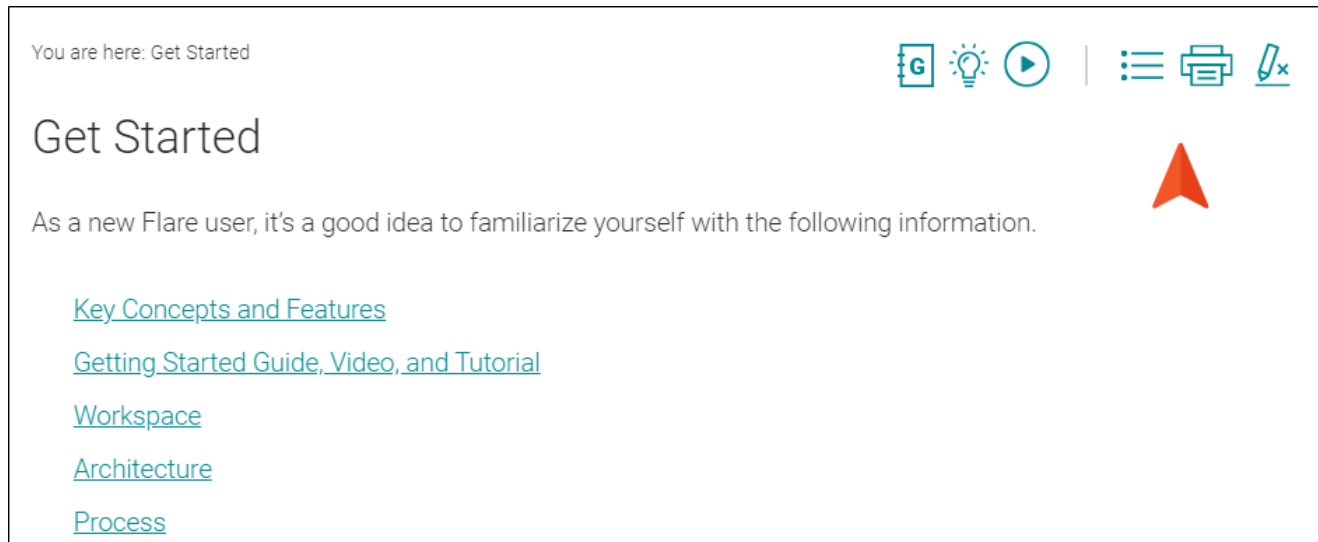 You are here: Get Started
G
Get Started
As a new Flare user, it's a good idea to familiarize yourself with the following information.
Key Concepts and Features
Getting Started Guide, Video, and Tutorial
Workspace
Architecture
Process